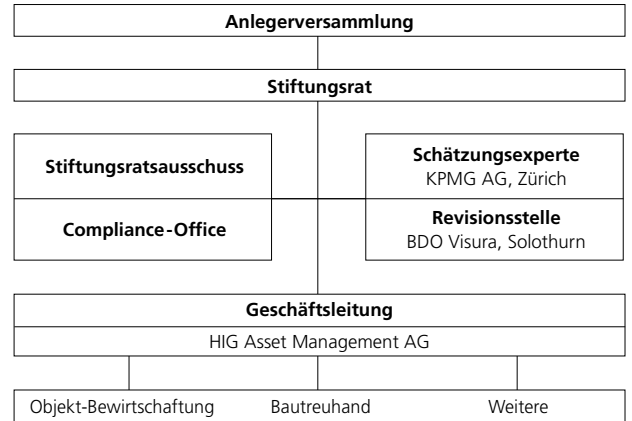 Anlegerversammlung
Stiftungsrat
Stiftungsratsausschuss
Compliance-Office
Schätzungsexperte
KPMG AG, Zürich
Revisionsstelle
BDO Visura, Solothurn
Geschäftsleitung
HIG Asset Management AG
Objekt-Bewirtschaftung Bautreuhand Weitere